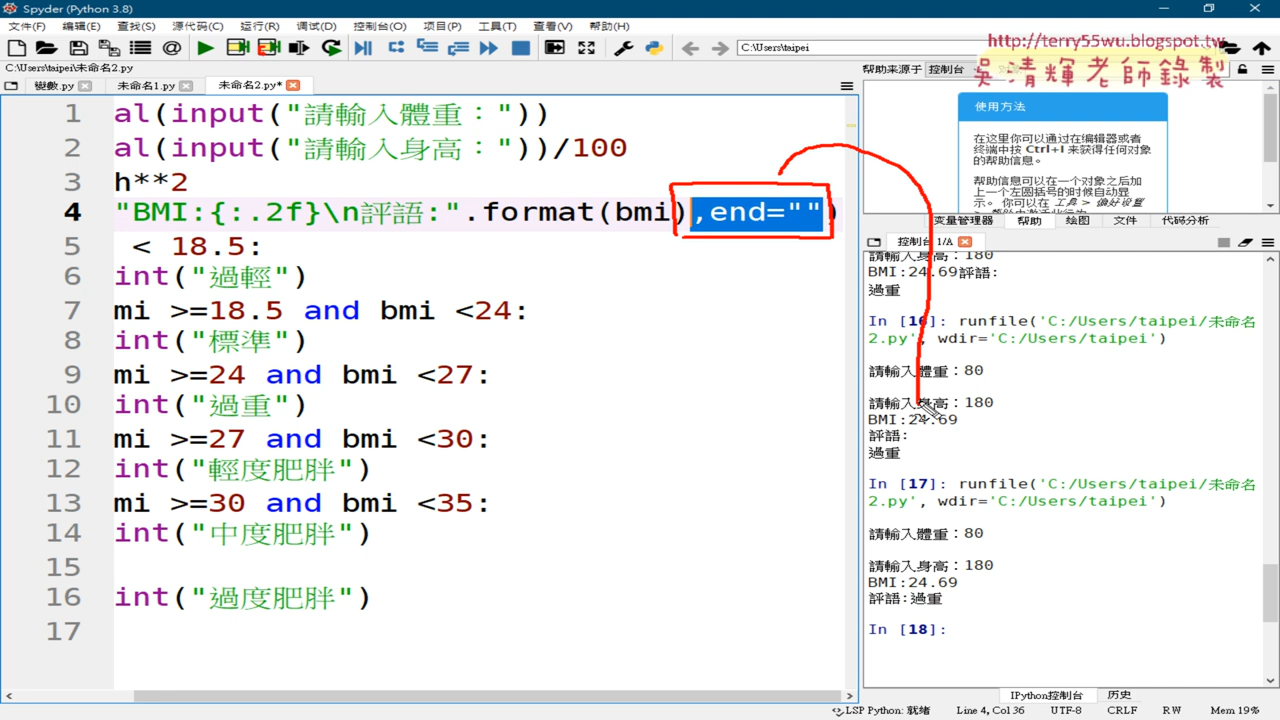 Spyder (Python 3.8)
文件(F) 编辑(E) 查找(S) 源代码(C) 运行(R) 调试(D) 控制台(O) 项目(P) 工具(T) 查看(V) 帮助(H)
C:\Users\taipei
http://terry55wu.blogspot.tw
吳清輝老師錄製
C:\Users\taipei\未命名2.py
帮助来源于 控制台
變數.py 未命名1.py 未命名2.py*
1 al(input("請輸入體重："))
2 al(input("請輸入身高："))/100
3 h**2
4 "BMI:{:.2f}\n評語:".format(bmi),end="")
5 < 18.5:
6 int("過輕")
7 mi >=18.5 and bmi <24:
8 int("標準")
9 mi >=24 and bmi <27:
10 int("過重")
11 mi >=27 and bmi <30:
12 int("輕度肥胖")
13 mi >=30 and bmi <35:
14 int("中度肥胖")
15
16 int("過度肥胖")
17
使用方法
在这里你可以通过在编辑器或者
终端中按 Ctrl+I 来获得任何对象
的帮助信息。
帮助信息可以在一个对象之后加
上一个左圆括号的时候自动显
示。 你可以在 工具 > 偏好设置
变量管理器 帮助 绘图 文件 代码分析
控制台 1/A
請輸入身高：180
BMI:24.69評語:
過重
In [16]: runfile('C:/Users/taipei/未命名
2.py', wdir='C:/Users/taipei')
請輸入體重：80
請輸入身高：180
BMI:24.69
評語:
過重
In [17]: runfile('C:/Users/taipei/未命名
2.py', wdir='C:/Users/taipei')
請輸入體重：80
請輸入身高：180
BMI:24.69
評語:過重
In [18]:
IPython控制台 历史
LSP Python: 就绪 Line 4, Col 36 UTF-8 CRLF RW Mem 19%